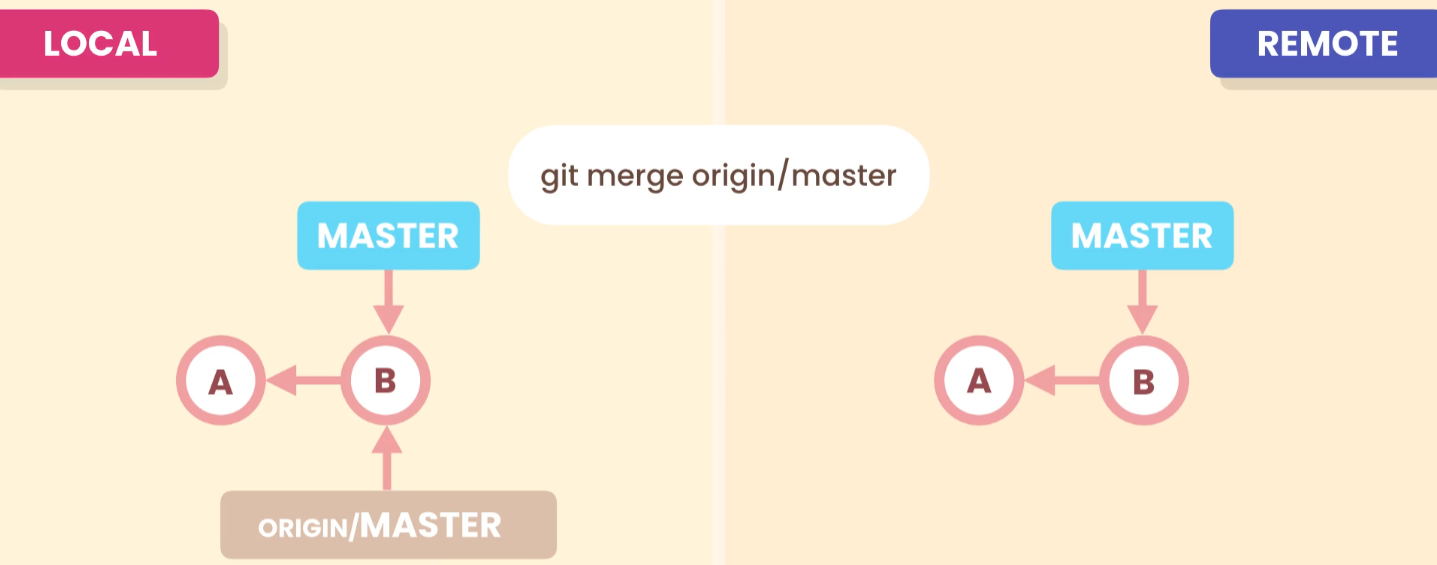 LOCAL
REMOTE
git merge origin/master
MASTER
MASTER
A
B
A
B
ORIGIN/MASTER